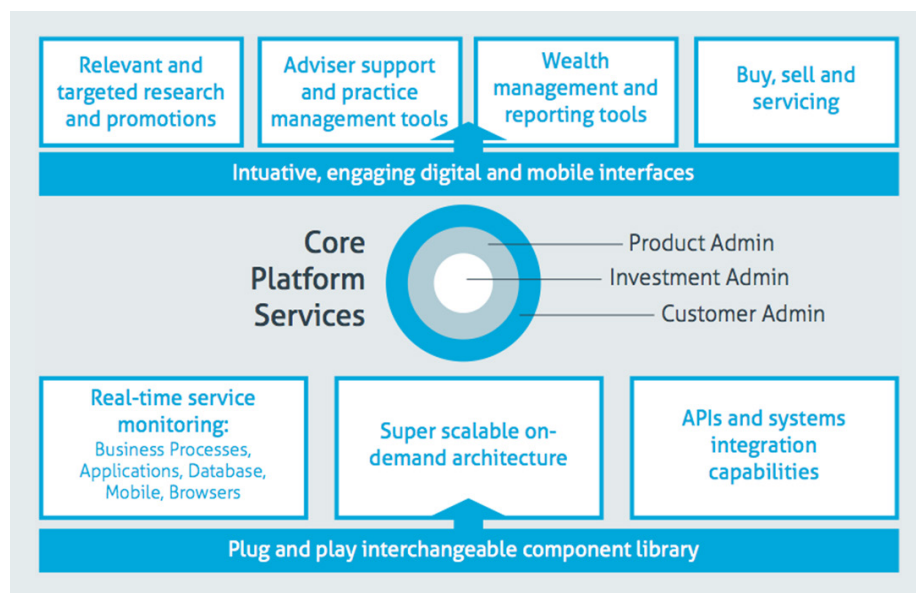 Relevant and
targeted research
and promotions
Adviser support
and practice
management tools
Wealth
management and
reporting tools
Buy, sell and
servicing
Intuative, engaging digital and mobile interfaces
Core
Platform
Services
Product Admin
Investment Admin
Customer Admin
Real-time service
monitoring:
Business Processes,
Applications, Database,
Mobile, Browsers
Super scalable on-
demand architecture
APIs and systems
integration
capabilities
Plug and play interchangeable component library